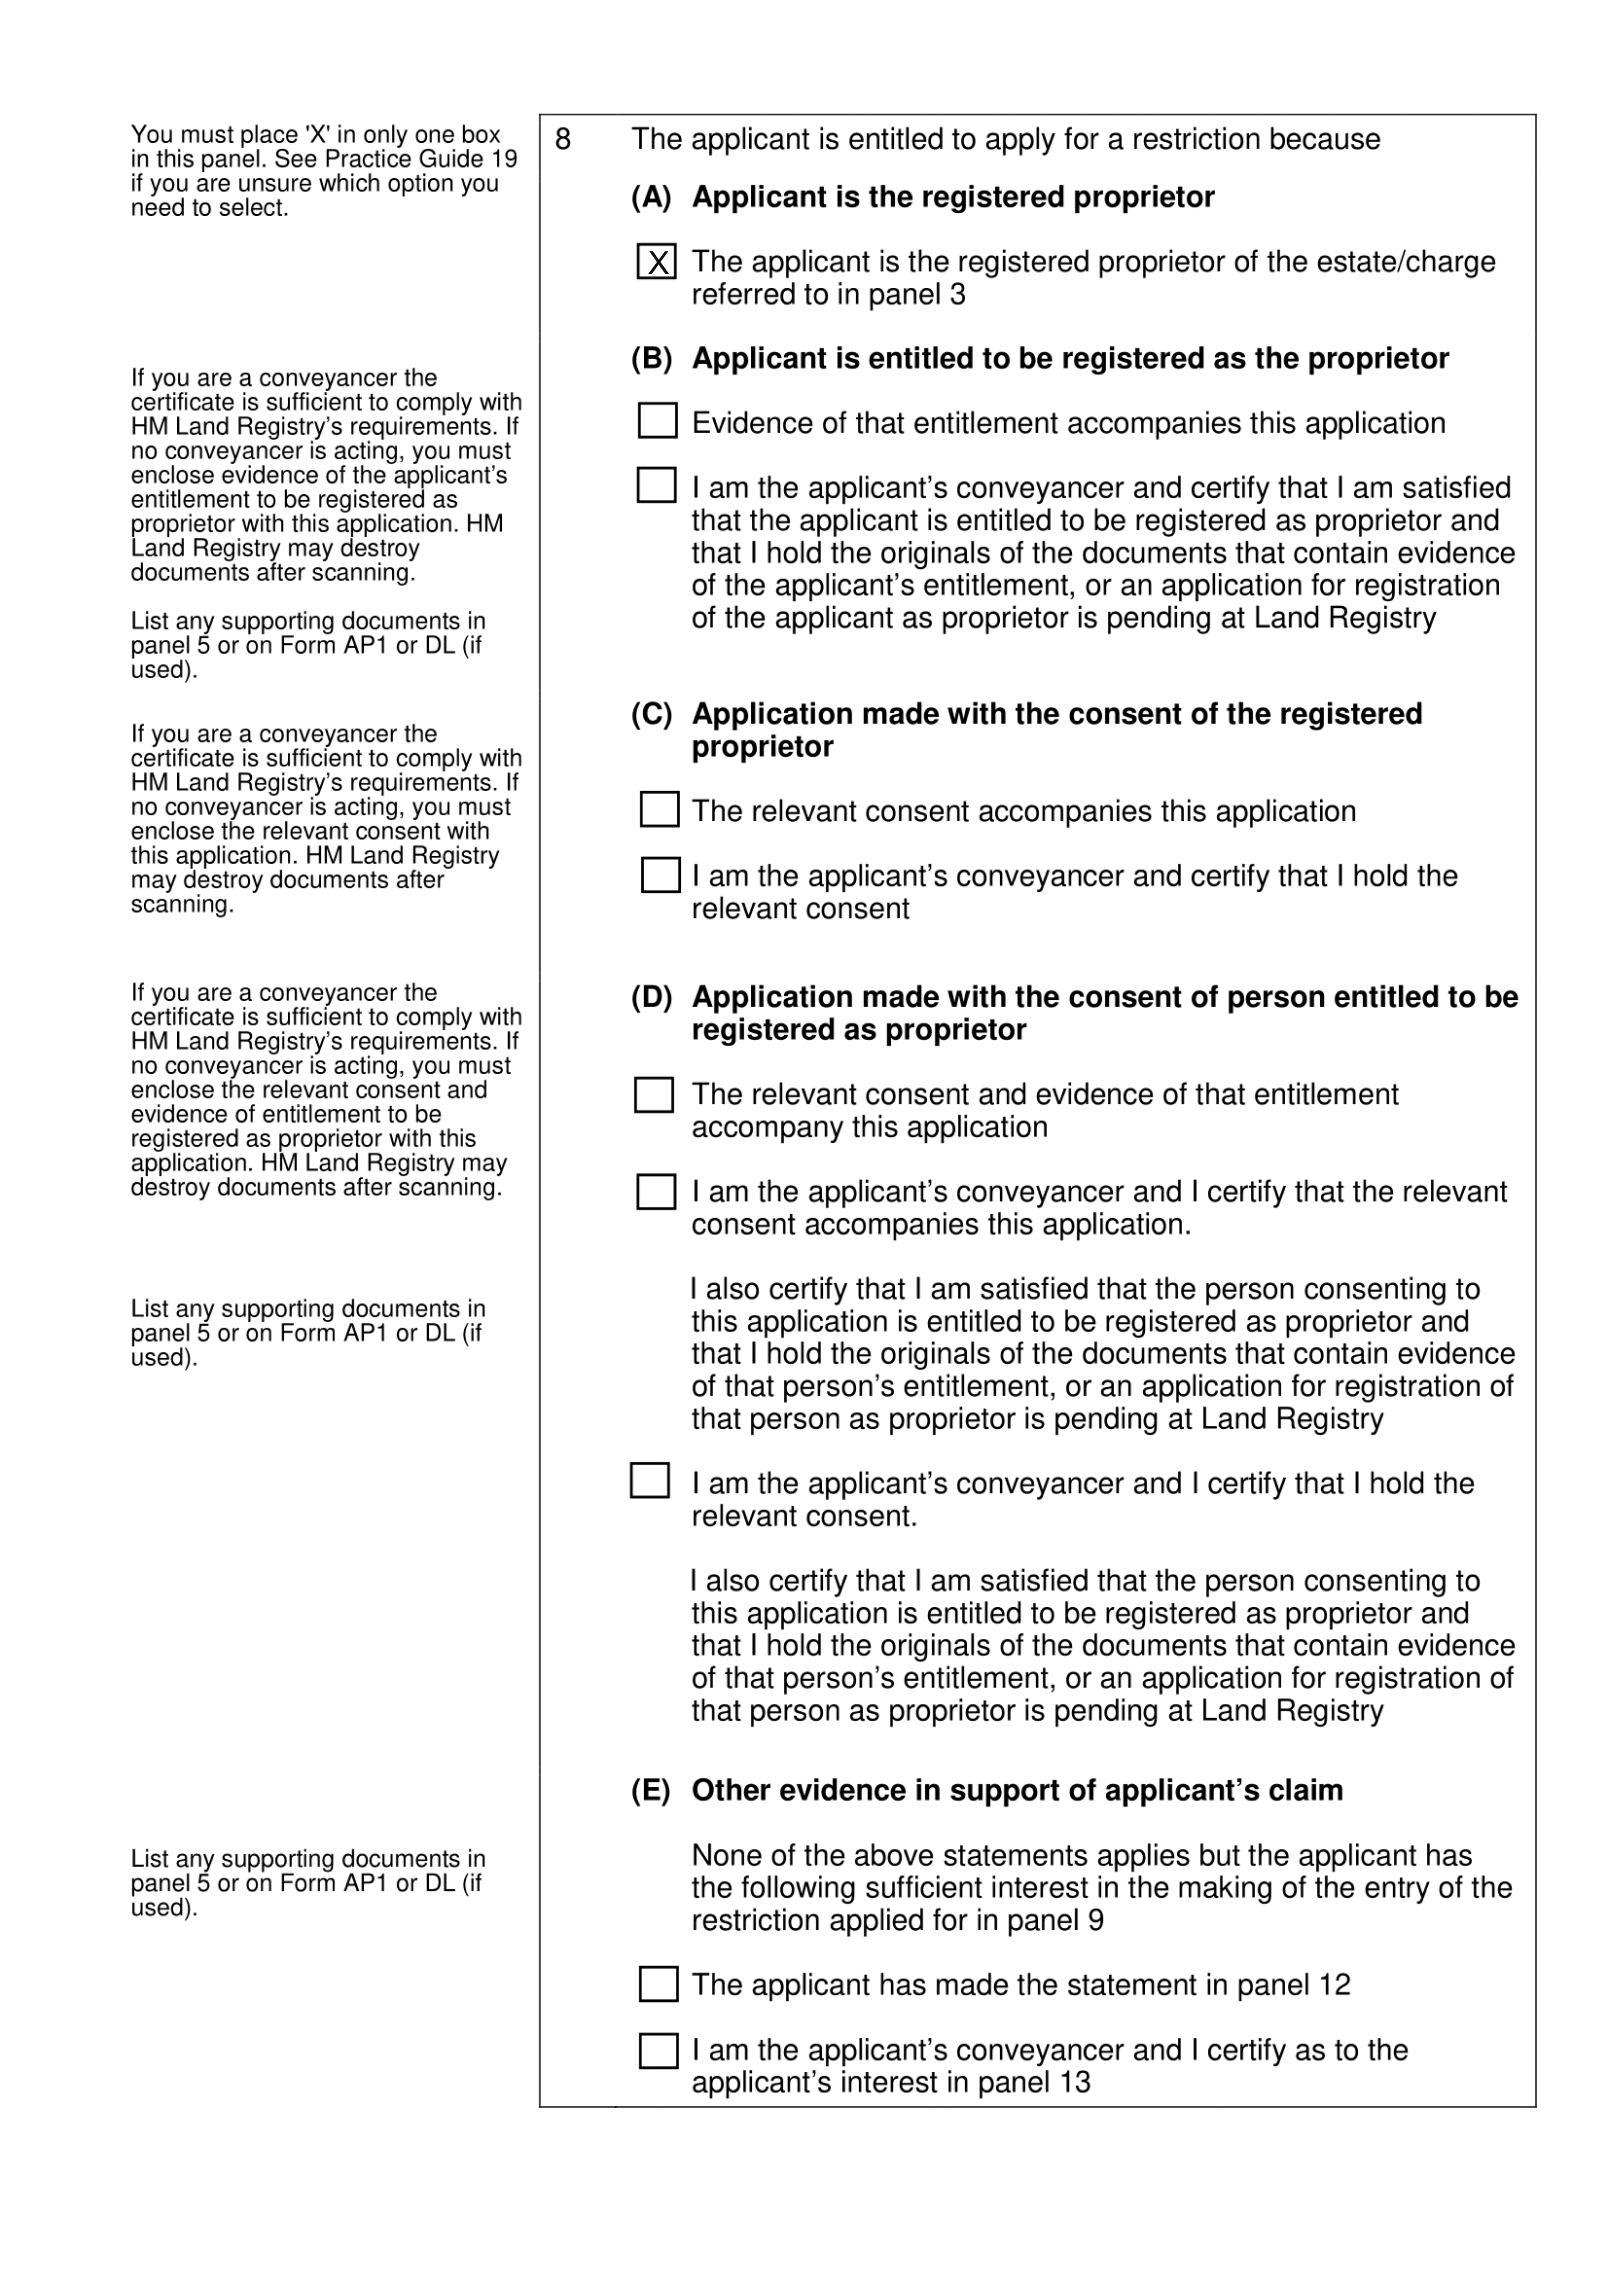 You must place 'X' in only one box
in this panel. See Practice Guide 19
if you are unsure which option you
need to select.
8 The applicant is entitled to apply for a restriction because
(A) Applicant is the registered proprietor
X The applicant is the registered proprietor of the estate/charge
referred to in panel 3
If you are a conveyancer the
certificate is sufficient to comply with
HM Land Registry’s requirements. If
no conveyancer is acting, you must
enclose evidence of the applicant’s
entitlement to be registered as
proprietor with this application. HM
Land Registry may destroy
documents after scanning.
List any supporting documents in
panel 5 or on Form AP1 or DL (if
used).
(B) Applicant is entitled to be registered as the proprietor
Evidence of that entitlement accompanies this application
I am the applicant’s conveyancer and certify that I am satisfied
that the applicant is entitled to be registered as proprietor and
that I hold the originals of the documents that contain evidence
of the applicant’s entitlement, or an application for registration
of the applicant as proprietor is pending at Land Registry
If you are a conveyancer the
certificate is sufficient to comply with
HM Land Registry’s requirements. If
no conveyancer is acting, you must
enclose the relevant consent with
this application. HM Land Registry
may destroy documents after
scanning.
(C) Application made with the consent of the registered
proprietor
The relevant consent accompanies this application
I am the applicant’s conveyancer and certify that I hold the
relevant consent
If you are a conveyancer the
certificate is sufficient to comply with
HM Land Registry’s requirements. If
no conveyancer is acting, you must
enclose the relevant consent and
evidence of entitlement to be
registered as proprietor with this
application. HM Land Registry may
destroy documents after scanning.
List any supporting documents in
panel 5 or on Form AP1 or DL (if
used).
(D) Application made with the consent of person entitled to be
registered as proprietor
The relevant consent and evidence of that entitlement
accompany this application
I am the applicant’s conveyancer and I certify that the relevant
consent accompanies this application.
I also certify that I am satisfied that the person consenting to
this application is entitled to be registered as proprietor and
that I hold the originals of the documents that contain evidence
of that person’s entitlement, or an application for registration of
that person as proprietor is pending at Land Registry
I am the applicant’s conveyancer and I certify that I hold the
relevant consent.
I also certify that I am satisfied that the person consenting to
this application is entitled to be registered as proprietor and
that I hold the originals of the documents that contain evidence
of that person’s entitlement, or an application for registration of
that person as proprietor is pending at Land Registry
List any supporting documents in
panel 5 or on Form AP1 or DL (if
used).
(E) Other evidence in support of applicant’s claim
None of the above statements applies but the applicant has
the following sufficient interest in the making of the entry of the
restriction applied for in panel 9
The applicant has made the statement in panel 12
I am the applicant’s conveyancer and I certify as to the
applicant’s interest in panel 13